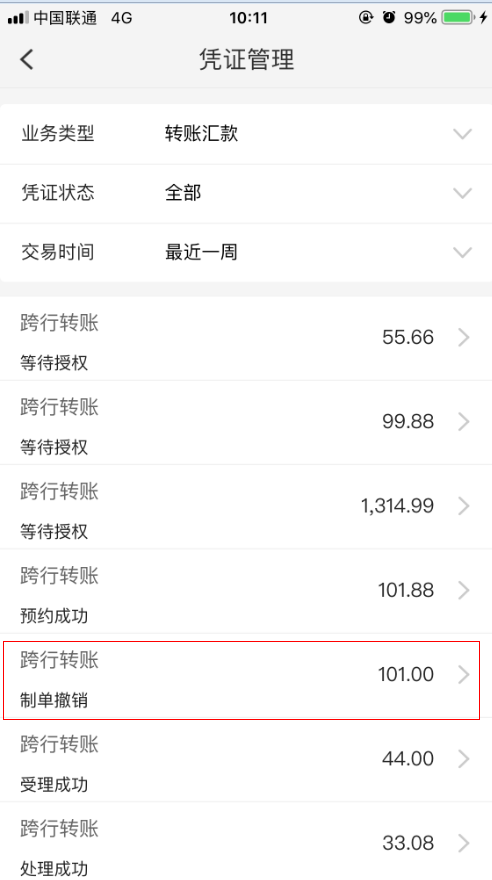 中国联通 4G 10:11 99%
凭证管理
业务类型 转账汇款
凭证状态 全部
交易时间 最近一周
跨行转账
55.66
等待授权
跨行转账
99.88
等待授权
跨行转账
1,314.99
等待授权
跨行转账
101.88
预约成功
跨行转账
101.00
制单撤销
跨行转账
44.00
受理成功
跨行转账
33.08
处理成功